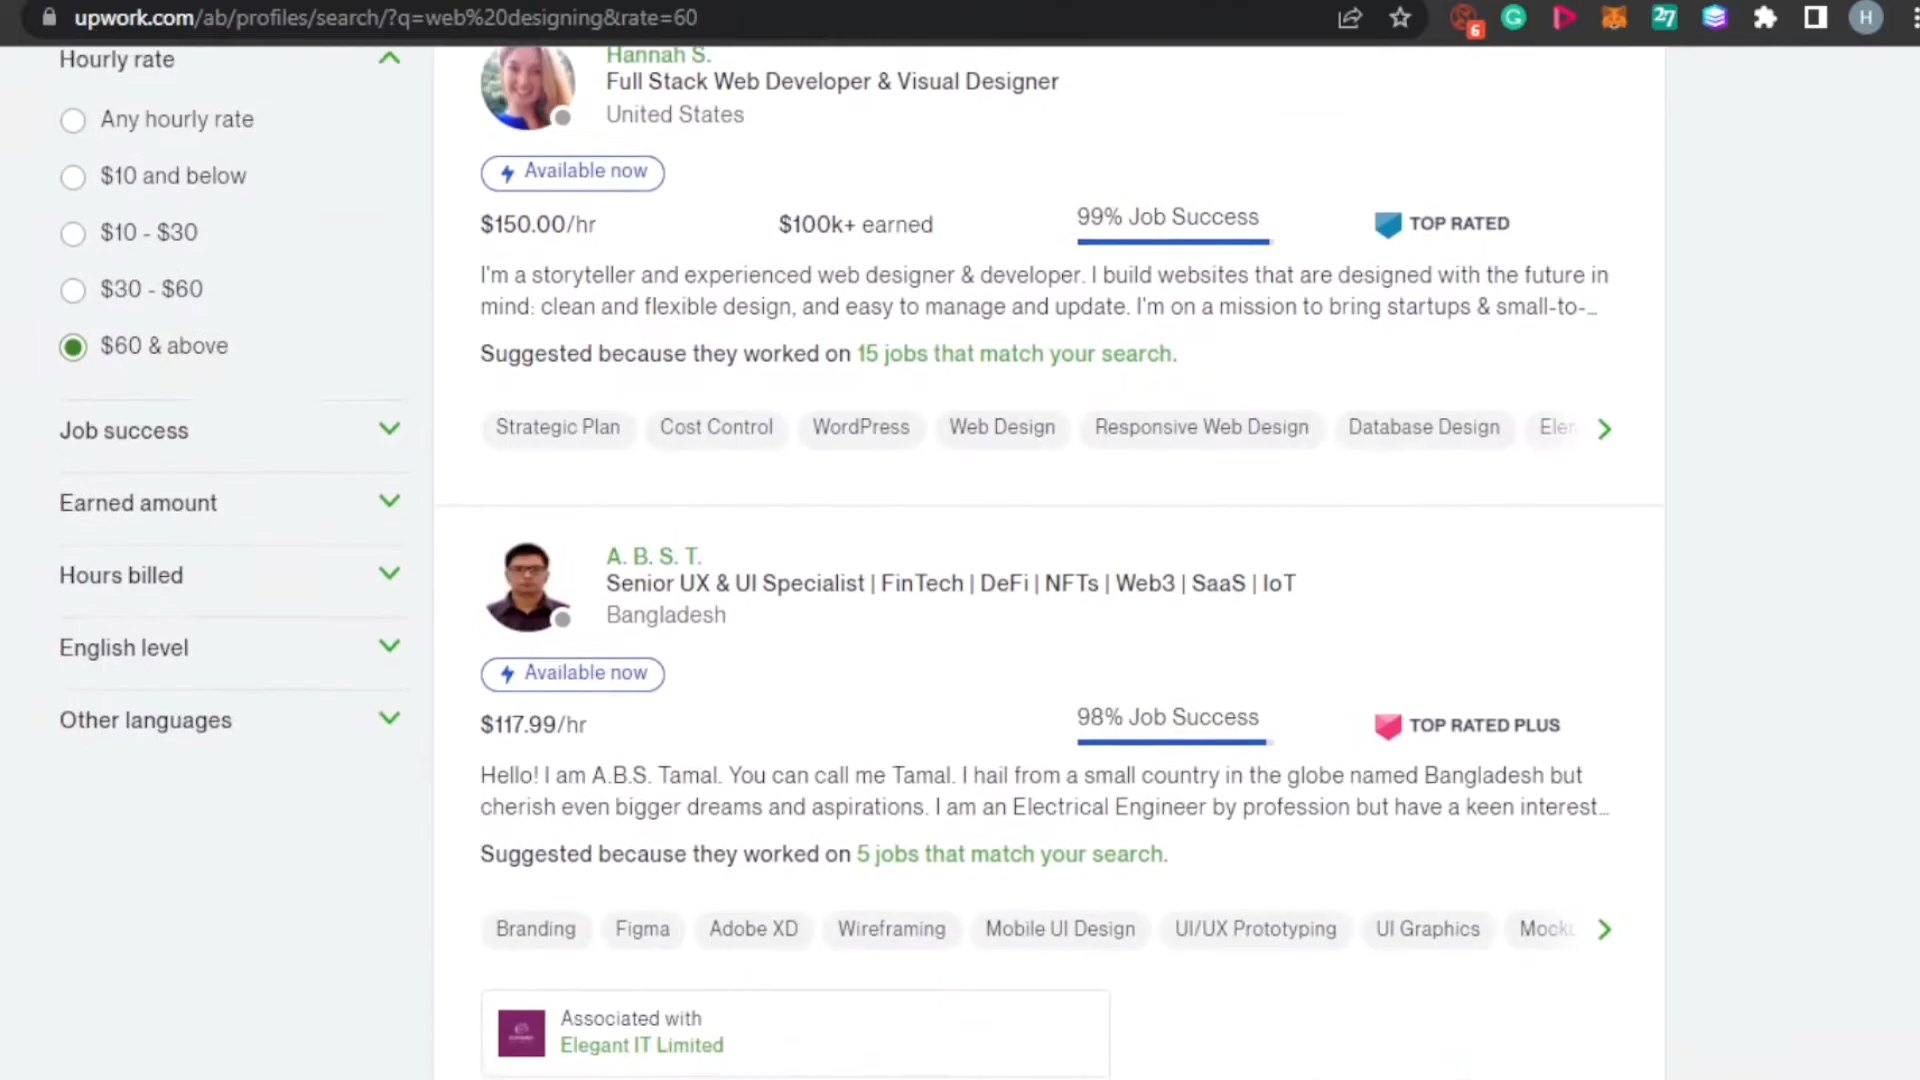 upwork.com/ab/profiles/search/?q=web%20designing&rate=60
6
27
H
Hourly rate
Any hourly rate
$10 and below
$10 - $30
$30 - $60
$60 & above
Job success
Earned amount
Hours billed
English level
Other languages
Hannah S.
Full Stack Web Developer & Visual Designer
United States
Available now
$150.00/hr
$100k+ earned
99% Job Success
TOP RATED
I'm a storyteller and experienced web designer & developer. I build websites that are designed with the future in
mind: clean and flexible design, and easy to manage and update. I'm on a mission to bring startups & small-to-...
Suggested because they worked on 15 jobs that match your search.
Strategic Plan
Cost Control
WordPress
Web Design
Responsive Web Design
Database Design
A. B. S. T.
Senior UX & UI Specialist | FinTech | DeFi | NFTs | Web3 | SaaS | IoT
Bangladesh
Available now
$117.99/hr
98% Job Success
TOP RATED PLUS
Hello! I am A.B.S. Tamal. You can call me Tamal. I hail from a small country in the globe named Bangladesh but
cherish even bigger dreams and aspirations. I am an Electrical Engineer by profession but have a keen interest...
Suggested because they worked on 5 jobs that match your search.
Branding
Figma
Adobe XD
Wireframing
Mobile UI Design
UI/UX Prototyping
UI Graphics
Associated with
Elegant IT Limited